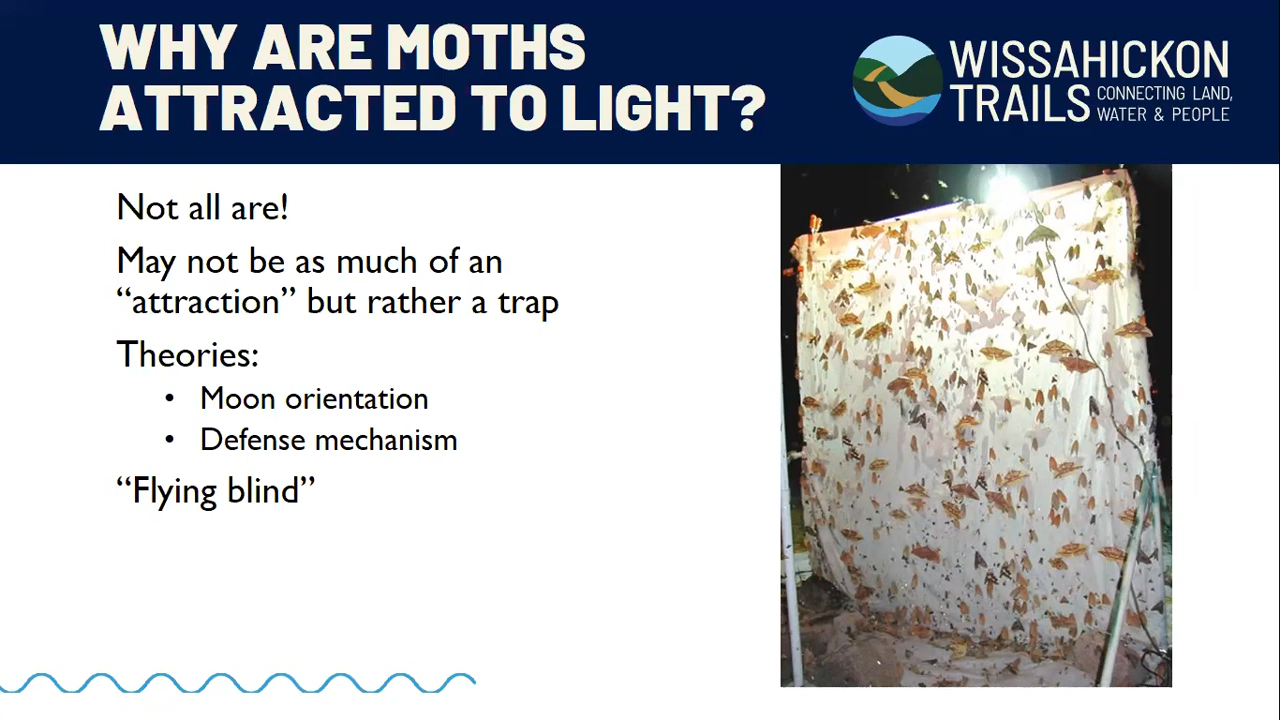 WHY ARE MOTHS
ATTRACTED TO LIGHT?
WISSAHICKON
TRAILS
CONNECTING LAND,
WATER & PEOPLE
Not all are!
May not be as much of an
“attraction” but rather a trap
Theories:
• Moon orientation
• Defense mechanism
“Flying blind”